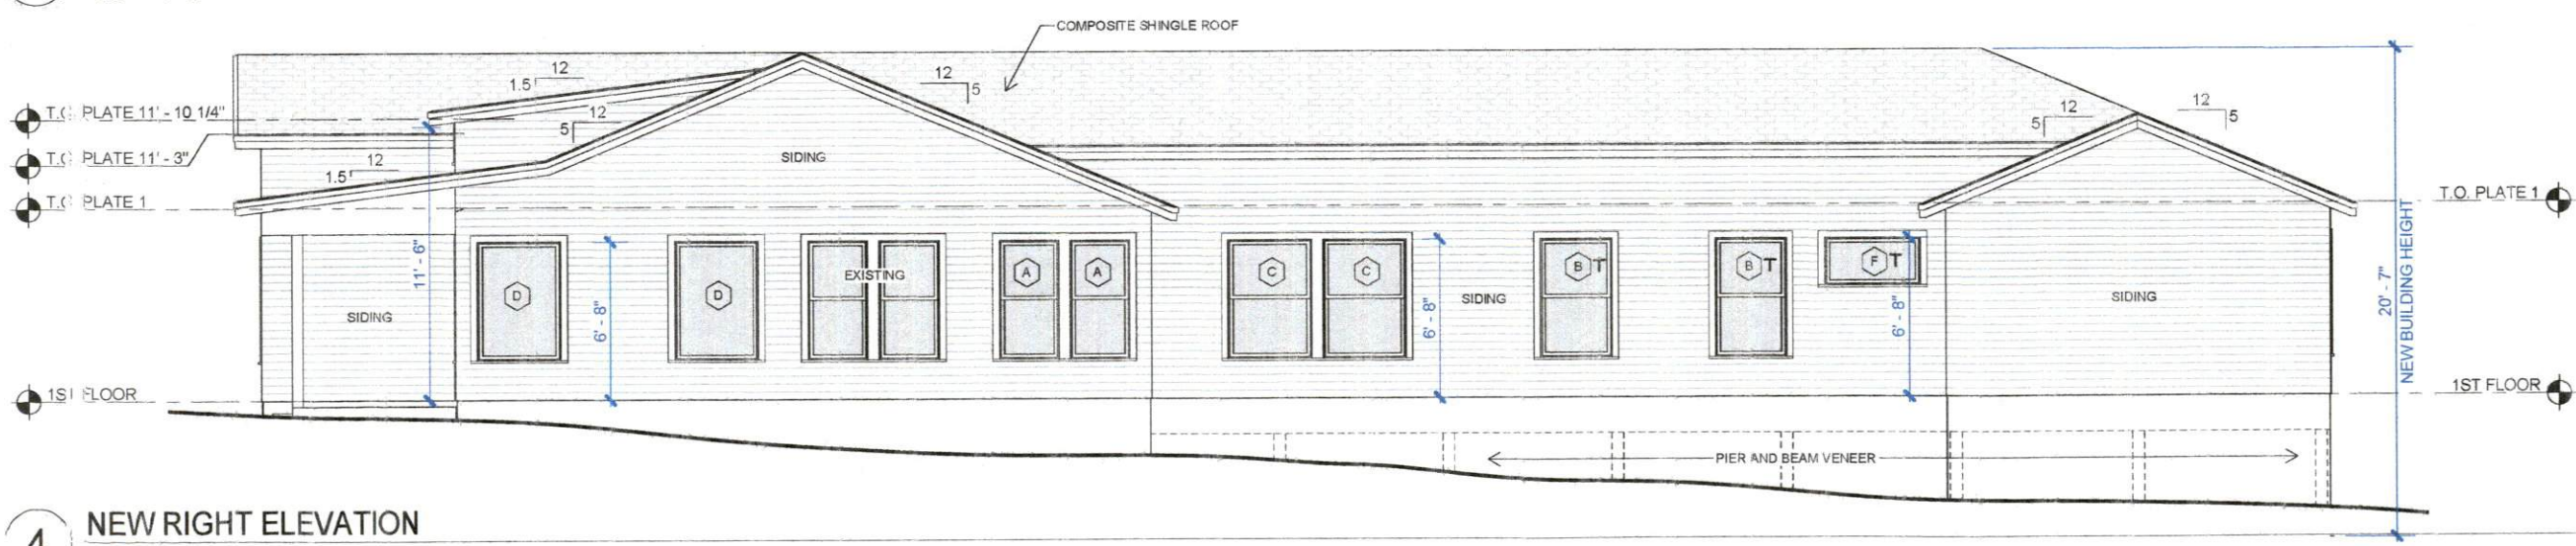 COMPOSITE SHINGLE ROOF
12
1.5
12
5
12
5
12
5
12
5
T.O. PLATE 11' - 10 1/4"
T.O. PLATE 11' - 3"
12
1.5
SIDING
T.O. PLATE 1
T.O. PLATE 1
11' - 6"
D
6' - 8"
D
EXISTING
A
A
C
C
6' - 8"
SIDING
B T
B T
F T
6' - 8"
SIDING
SIDING
20' - 7"
NEW BUILDING HEIGHT
1ST FLOOR
1ST FLOOR
PIER AND BEAM VENEER
4
NEW RIGHT ELEVATION